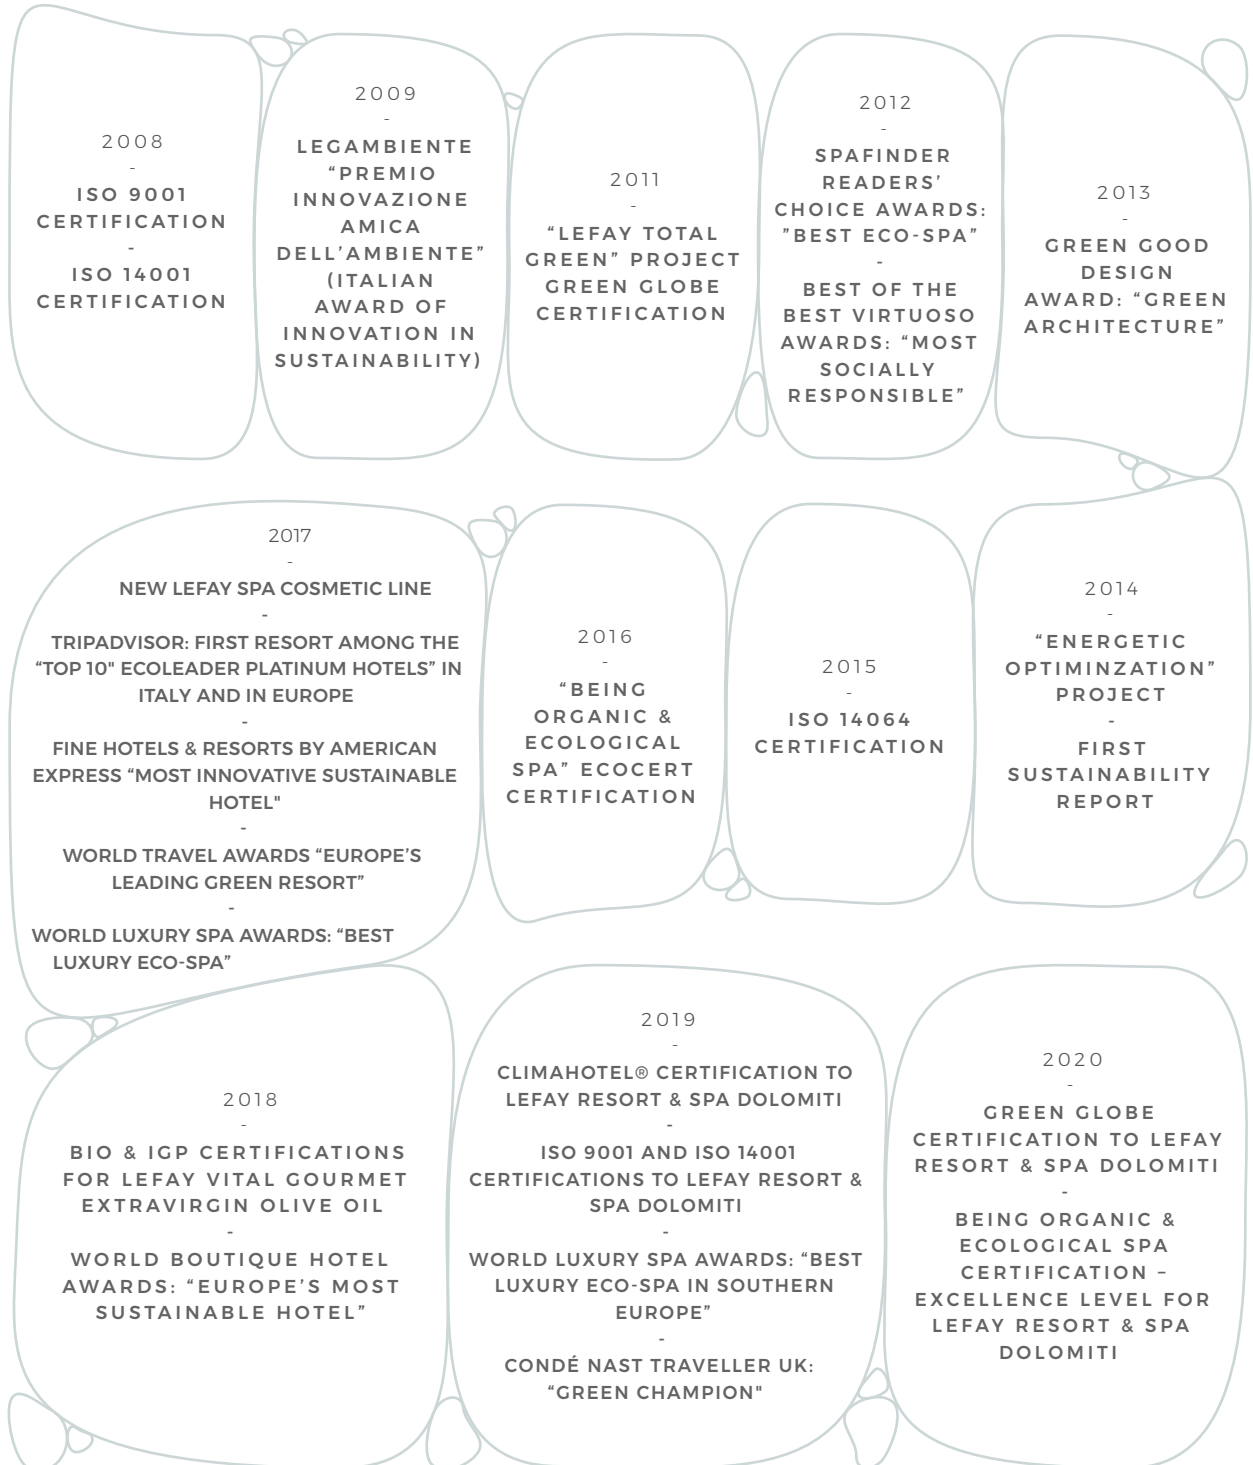 2008
-
ISO 9001
CERTIFICATION
-
ISO 14001
CERTIFICATION
2009
-
LEGAMBIENTE
“PREMIO
INNOVAZIONE
AMICA
DELL’AMBIENTE”
(ITALIAN
AWARD OF
INNOVATION IN
SUSTAINABILITY)
2011
-
“LEFAY TOTAL
GREEN” PROJECT
GREEN GLOBE
CERTIFICATION
2012
-
SPAFINDER
READERS’
CHOICE AWARDS:
”BEST ECO-SPA”
-
BEST OF THE
BEST VIRTUOSO
AWARDS: “MOST
SOCIALLY
RESPONSIBLE”
2013
-
GREEN GOOD
DESIGN
AWARD: “GREEN
ARCHITECTURE”
2014
-
“ENERGETIC
OPTIMINZATION”
PROJECT
-
FIRST
SUSTAINABILITY
REPORT
2015
-
ISO 14064
CERTIFICATION
2016
-
“BEING
ORGANIC &
ECOLOGICAL
SPA” ECOCERT
CERTIFICATION
2017
-
NEW LEFAY SPA COSMETIC LINE
-
TRIPADVISOR: FIRST RESORT AMONG THE
“TOP 10" ECOLEADER PLATINUM HOTELS” IN
ITALY AND IN EUROPE
-
FINE HOTELS & RESORTS BY AMERICAN
EXPRESS “MOST INNOVATIVE SUSTAINABLE
HOTEL"
-
WORLD TRAVEL AWARDS “EUROPE’S
LEADING GREEN RESORT”
-
WORLD LUXURY SPA AWARDS: “BEST
LUXURY ECO-SPA”
2018
-
BIO & IGP CERTIFICATIONS
FOR LEFAY VITAL GOURMET
EXTRAVIRGIN OLIVE OIL
-
WORLD BOUTIQUE HOTEL
AWARDS: “EUROPE’S MOST
SUSTAINABLE HOTEL”
2019
-
CLIMAHOTEL® CERTIFICATION TO
LEFAY RESORT & SPA DOLOMITI
-
ISO 9001 AND ISO 14001
CERTIFICATIONS TO LEFAY RESORT &
SPA DOLOMITI
-
WORLD LUXURY SPA AWARDS: “BEST
LUXURY ECO-SPA IN SOUTHERN
EUROPE”
-
CONDÉ NAST TRAVELLER UK:
“GREEN CHAMPION"
2020
-
GREEN GLOBE
CERTIFICATION TO LEFAY
RESORT & SPA DOLOMITI
-
BEING ORGANIC &
ECOLOGICAL SPA
CERTIFICATION –
EXCELLENCE LEVEL FOR
LEFAY RESORT & SPA
DOLOMITI